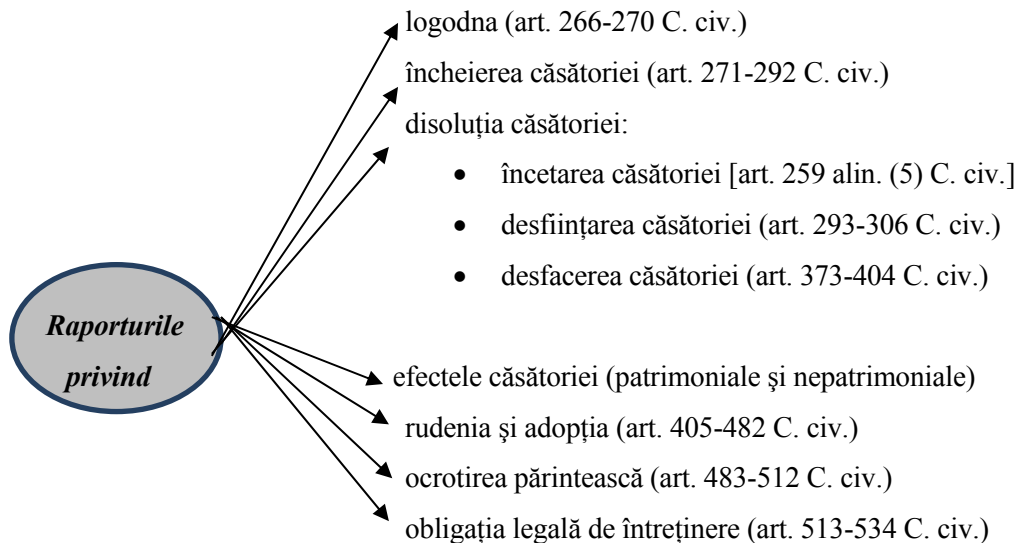 logodna (art. 266-270 C. civ.)
încheierea căsătoriei (art. 271-292 C. civ.)
disoluția căsătoriei:
• încetarea căsătoriei [art. 259 alin. (5) C. civ.]
• desființarea căsătoriei (art. 293-306 C. civ.)
• desfacerea căsătoriei (art. 373-404 C. civ.)
Raporturile
privind
efectele căsătoriei (patrimoniale şi nepatrimoniale)
rudenia şi adopția (art. 405-482 C. civ.)
ocrotirea părintească (art. 483-512 C. civ.)
obligația legală de întreținere (art. 513-534 C. civ.)